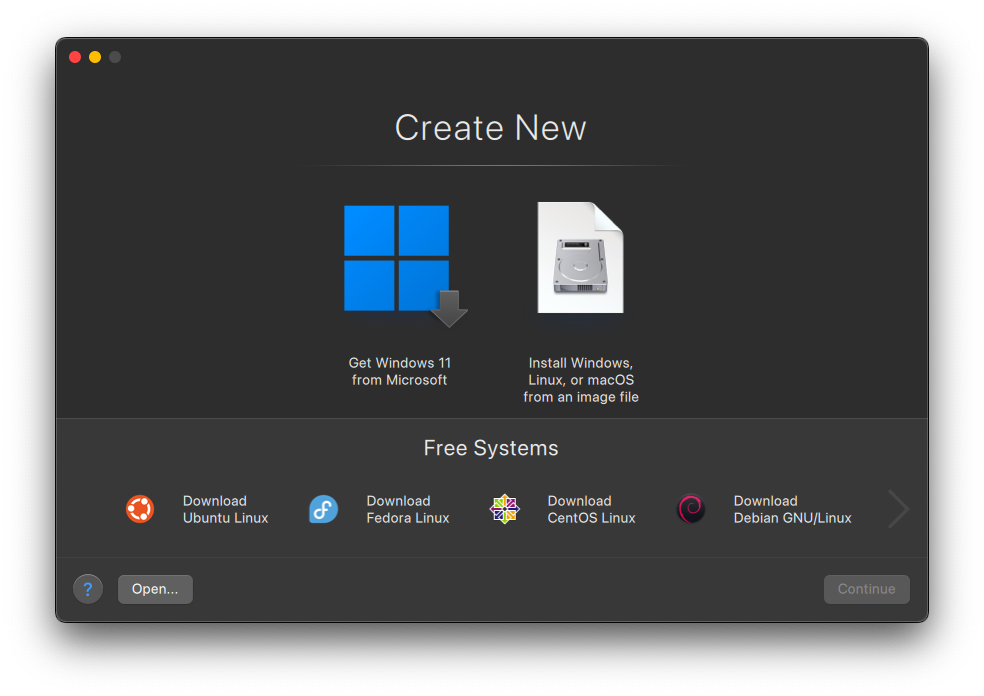 Create New
Get Windows 11
from Microsoft
Install Windows,
Linux, or macOS
from an image file
Free Systems
Download
Ubuntu Linux
Download
Fedora Linux
Download
CentOS Linux
Download
Debian GNU/Linux
?
Open...
Continue